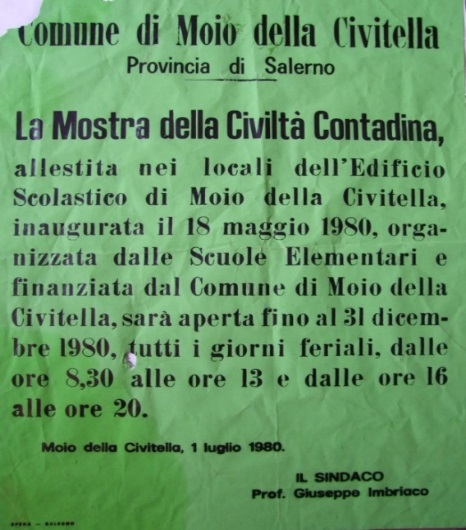 Comune di Moio della Civitella
Provincia di Salerno
La Mostra della Civiltà Contadina,
allestita nei locali dell'Edificio
Scolastico di Moio della Civitella,
inaugurata il 18 maggio 1980, orga-
nizzata dalle Scuole Elementari e
finanziata dal Comune di Moio della
Civitella, sarà aperta fino al 31 dicem-
bre 1980, tutti i giorni feriali, dalle
ore 8,30 alle ore 13 e dalle ore 16
alle ore 20.
Moio della Civitella, 1 luglio 1980.
IL SINDACO
Prof. Giuseppe Imbriaco
— SALERNO